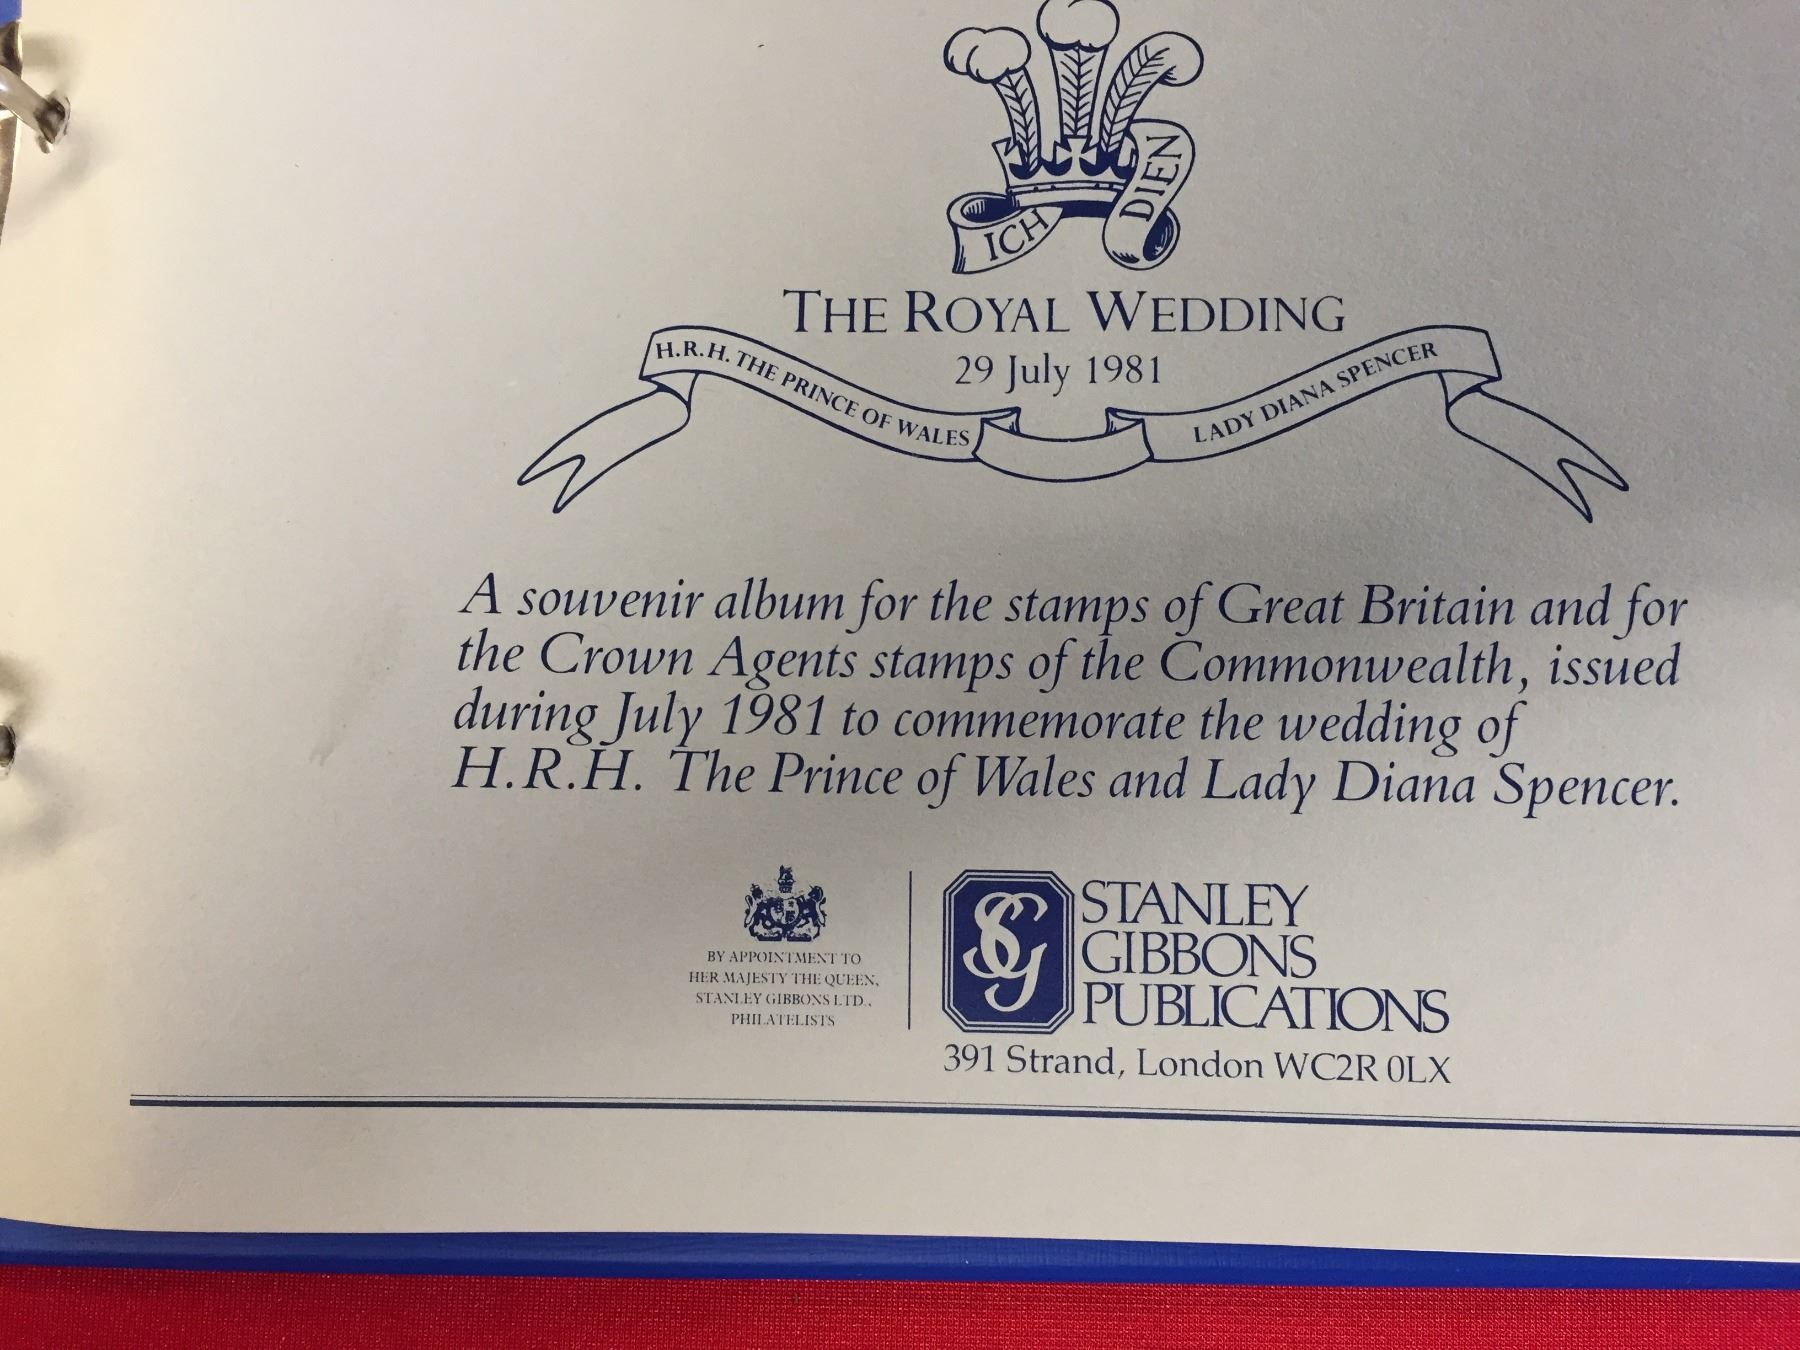 ICH DIEN
THE ROYAL WEDDING
29 July 1981
H.R.H. THE PRINCE OF WALES
LADY DIANA SPENCER
A souvenir album for the stamps of Great Britain and for
the Crown Agents stamps of the Commonwealth, issued
during July 1981 to commemorate the wedding of
H.R.H. The Prince of Wales and Lady Diana Spencer.
BY APPOINTMENT TO
HER MAJESTY THE QUEEN,
STANLEY GIBBONS LTD.,
PHILATELISTS
SG
STANLEY
GIBBONS
PUBLICATIONS
391 Strand, London WC2R 0LX